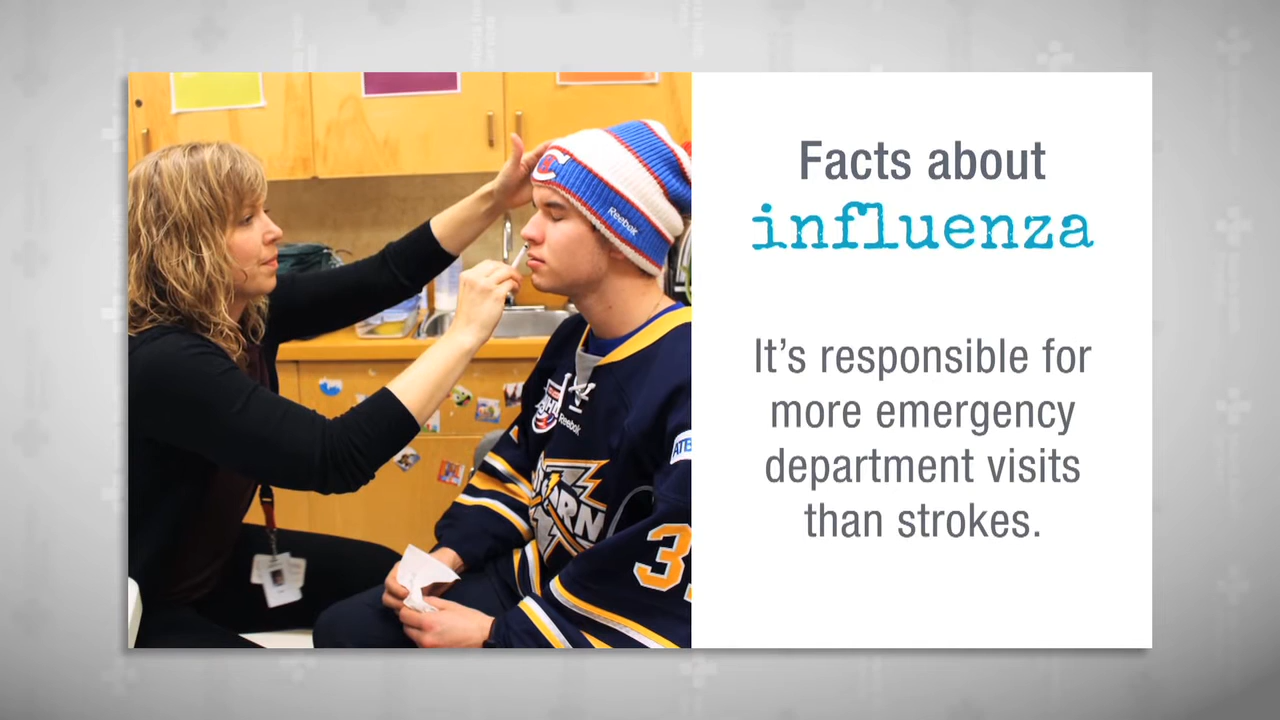 Facts about
influenza
It's responsible for
more emergency
department visits
than strokes.
C
Reebok
Reebok
ATB
3